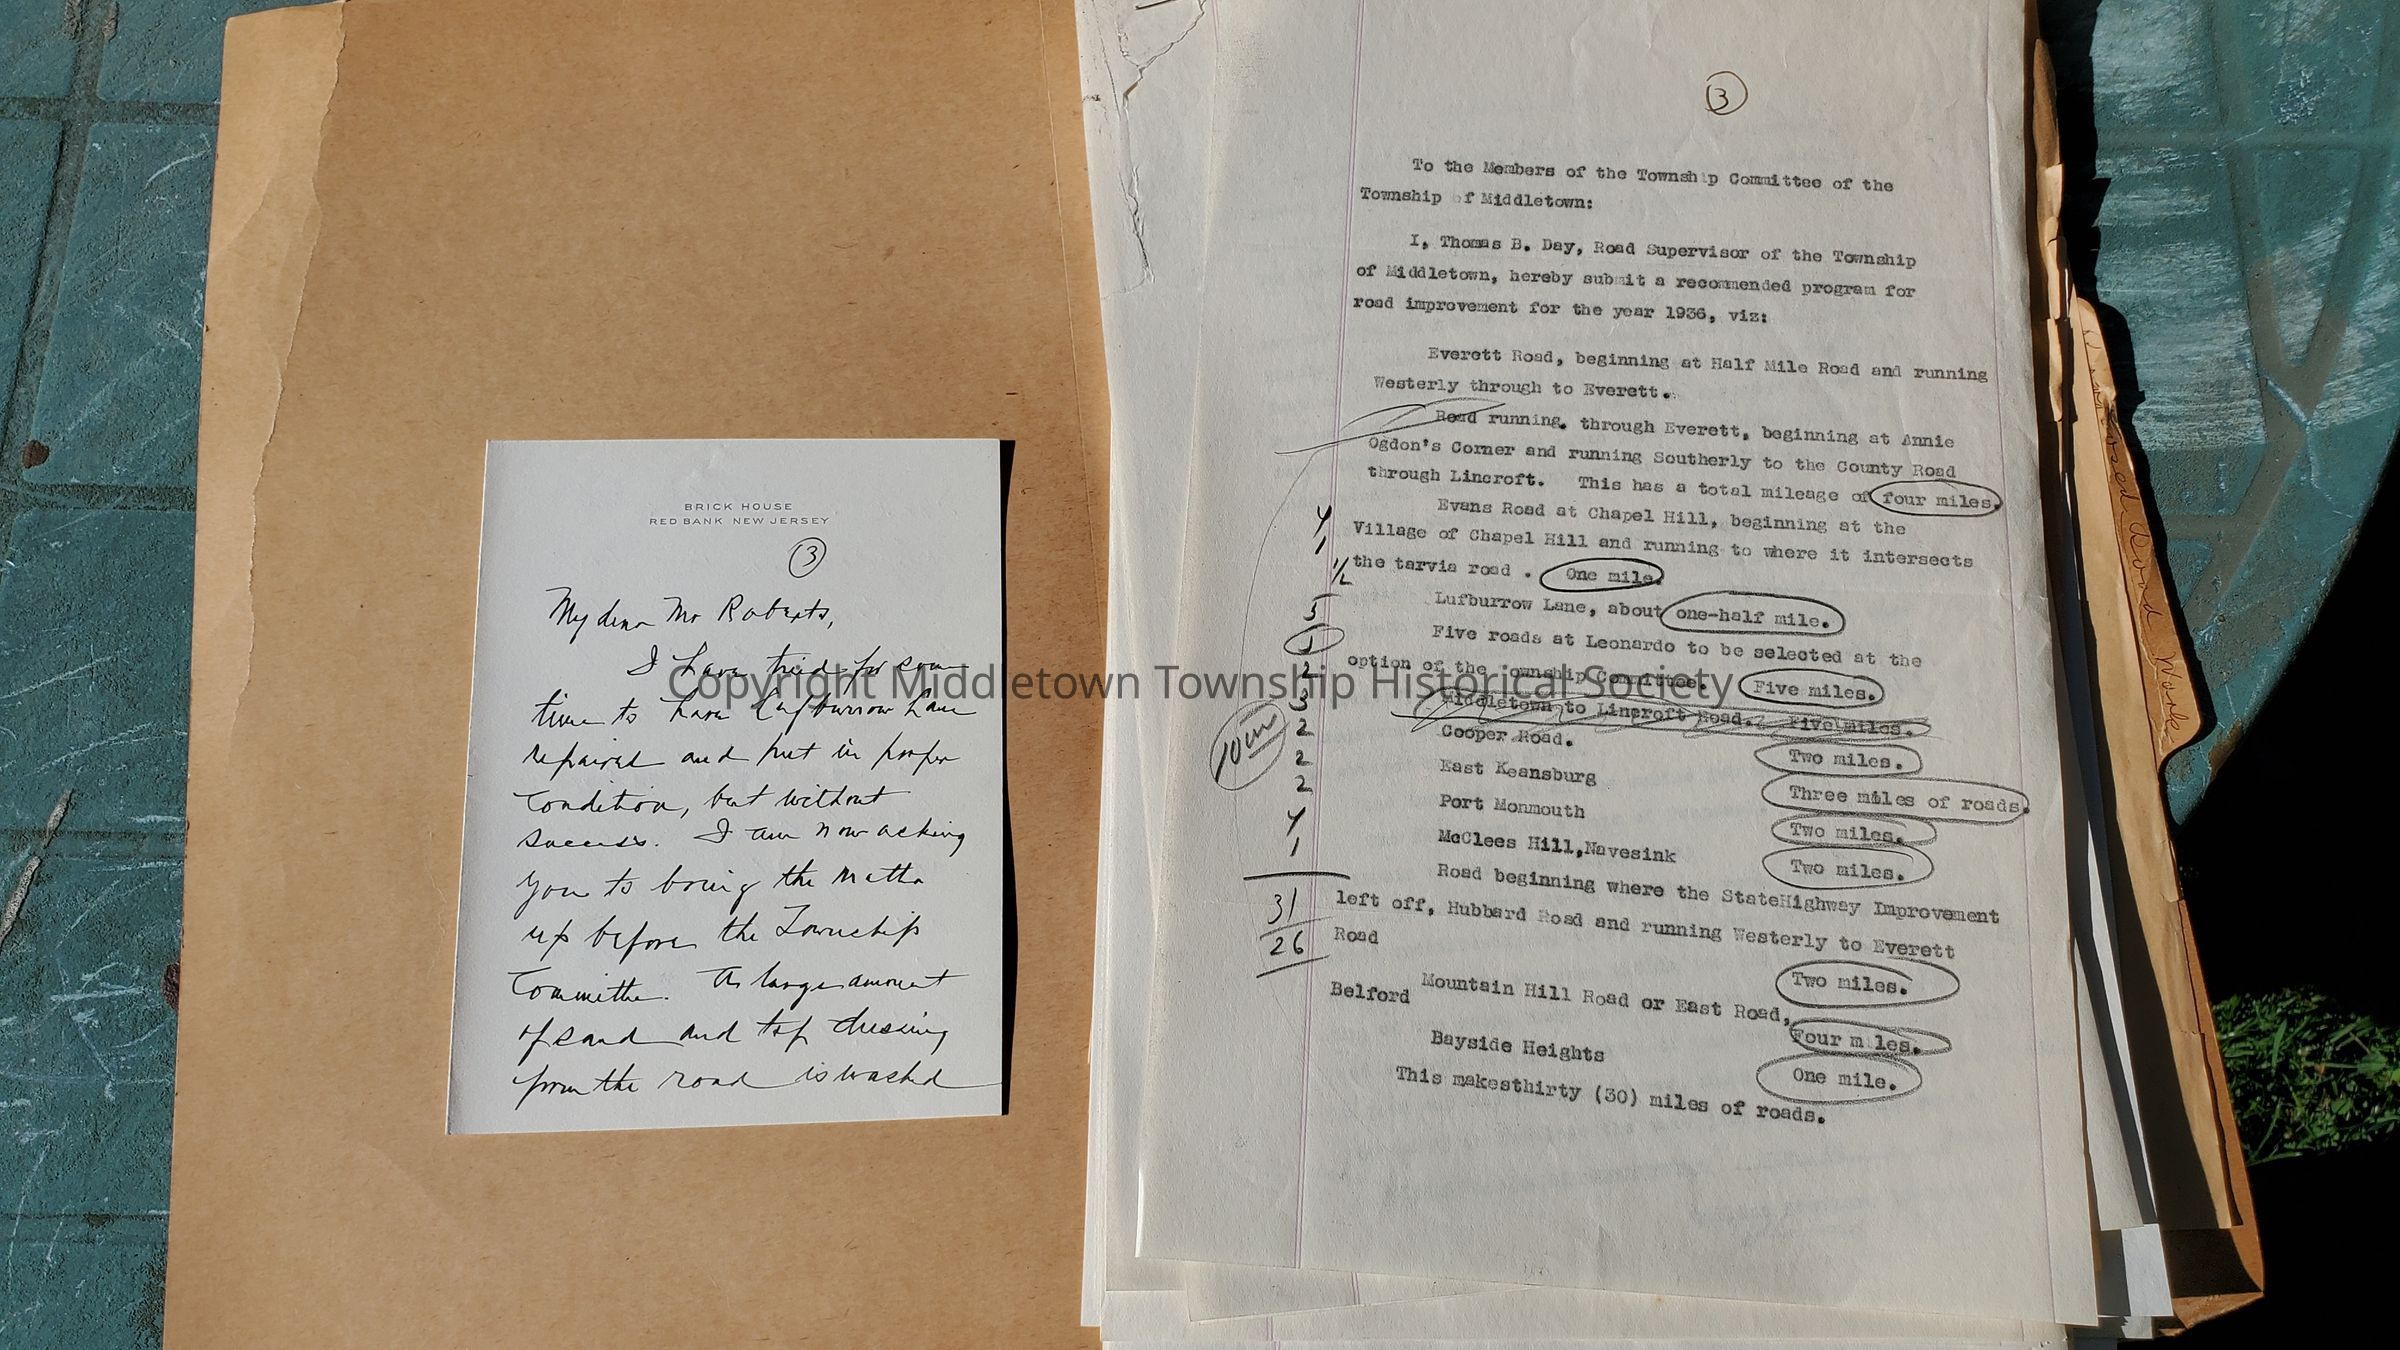 BRICK HOUSE
RED BANK NEW JERSEY
3
My dear Mr Roberts,
I have tried for some
time to have Lufburrow Lane
repaired and put in proper
condition, but without
success. I am now asking
you to bring the matter
up before the Township
Committee. A large amount
of sand and top dressing
from the road is washed
3
To the Members of the Townsh p Committee of the
Township of Middletown:
I, Thomas B. Day, Road Supervisor of the Township
of Middletown, hereby submit a recommended program for
road improvement for the year 1936, viz:
Everett Road, beginning at Half Mile Road and running
Westerly through to Everett.
Road running, through Everett, beginning at Annie
Ogdon's Corner and running Southerly to the County Road
through Lincroft. This has a total mileage of four miles.
Evans Road at Chapel Hill, beginning at the
Village of Chapel Hill and running to where it intersects
the tarvia road . One mile.
Lufburrow Lane, about one-half mile.
Five roads at Leonardo to be selected at the
option of the Township Committee. Five miles.
Middletown to Lincroft Road. Five miles.
Cooper Road. Two miles.
East Keansburg Three miles of roads.
Port Monmouth Two miles.
McClees Hill,Navesink Two miles.
Road beginning where the StateHighway Improvement
left off, Hubbard Road and running Westerly to Everett
Road Two miles.
Mountain Hill Road or East Road,
Belford Four m les.
Bayside Heights One mile.
This makesthirty (30) miles of roads.
4
1
1/2
5
2
3
2
2
2
4
1
31
26
Copyright Middletown Township Historical Society